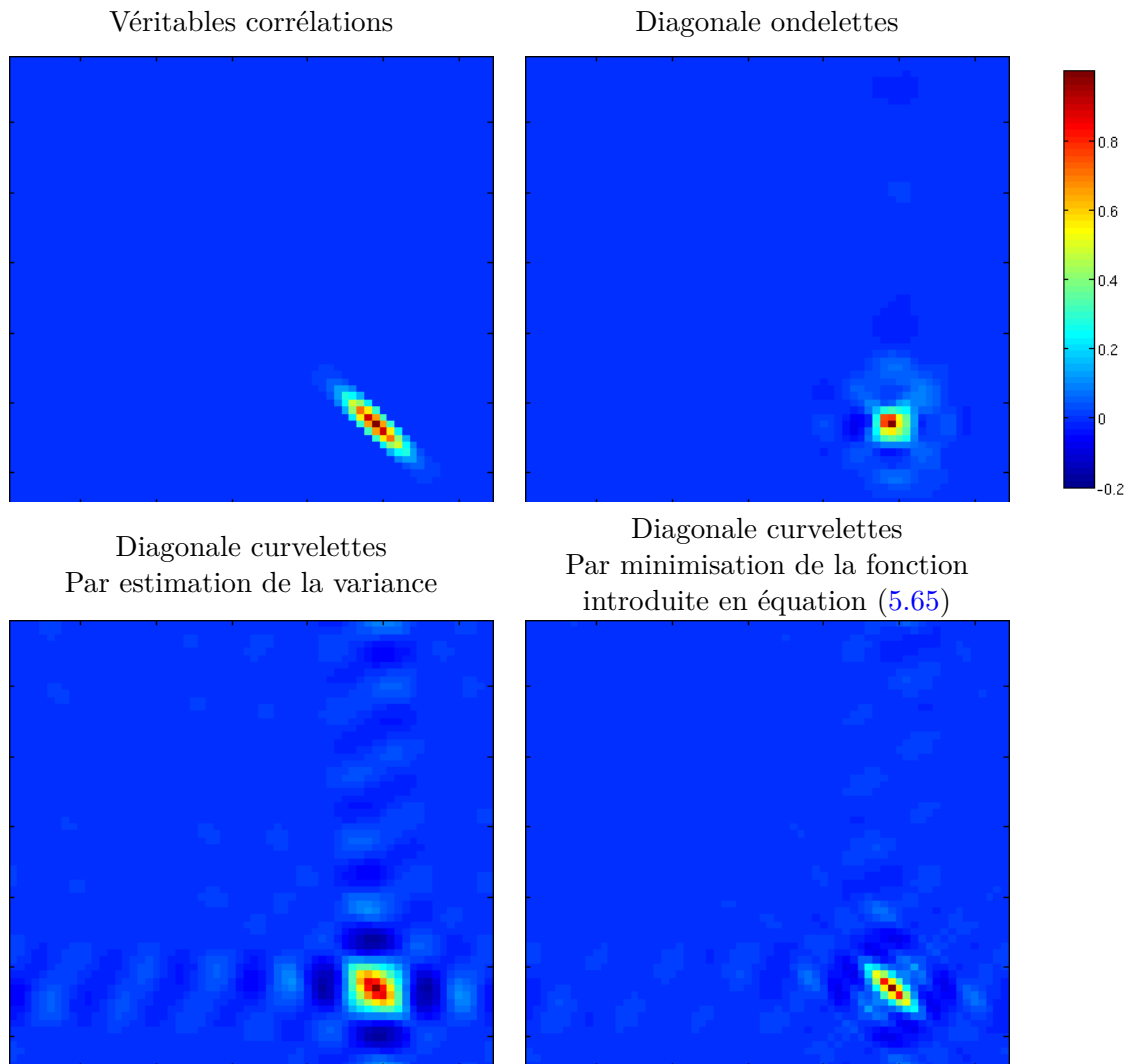 Véritables corrélations
Diagonale ondelettes
0.8
0.6
0.4
0.2
0
-0.2
Diagonale curvelettes
Par estimation de la variance
Diagonale curvelettes
Par minimisation de la fonction
introduite en équation (5.65)